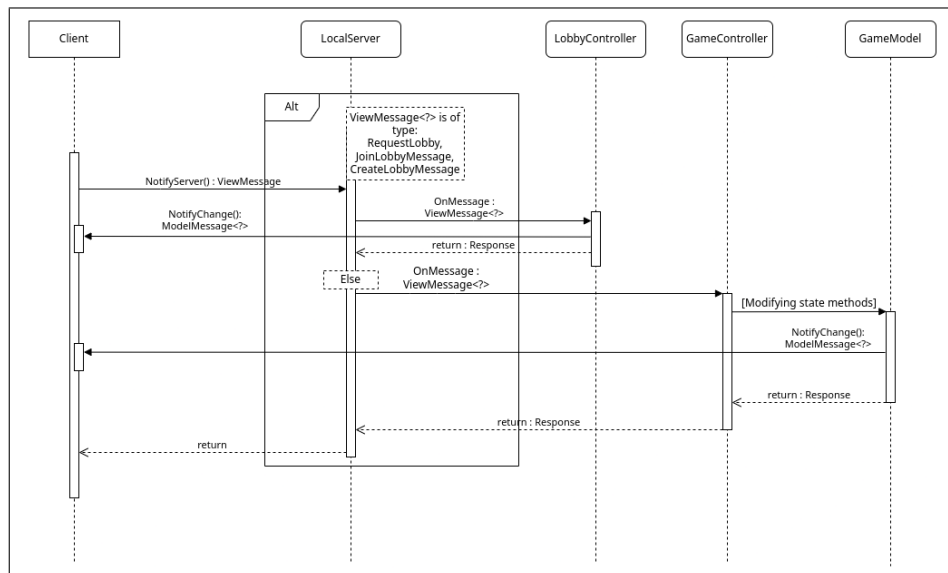 Client
LocalServer
LobbyController
GameController
GameModel
Alt
ViewMessage<?> is of
type:
RequestLobby,
JoinLobbyMessage,
CreateLobbyMessage
NotifyServer() : ViewMessage
OnMessage :
ViewMessage<?>
NotifyChange():
ModelMessage<?>
return : Response
Else
OnMessage :
ViewMessage<?>
[Modifying state methods]
NotifyChange():
ModelMessage<?>
return : Response
return : Response
return